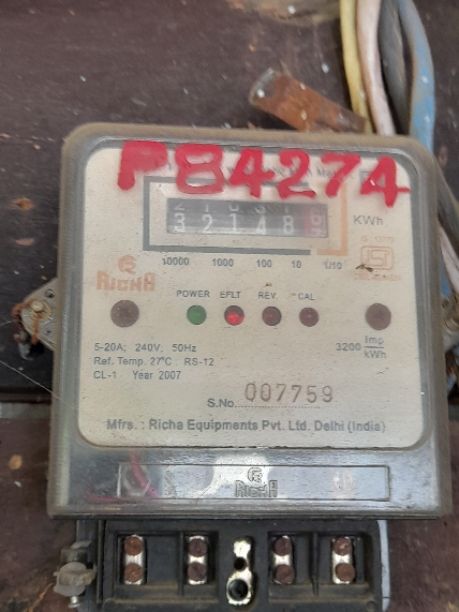 P84274
32148
KWh
10000 1000 100 10 1/10
RICHA
POWER EFLT REV. CAL
5-20A; 240V, 50Hz
Ref. Temp. 27°C : RS-12
CL-1 Year 2007
3200 Imp
kWh
S.No. 007759
Mfrs. : Richa Equipments Pvt. Ltd. Delhi (India)
RICHA